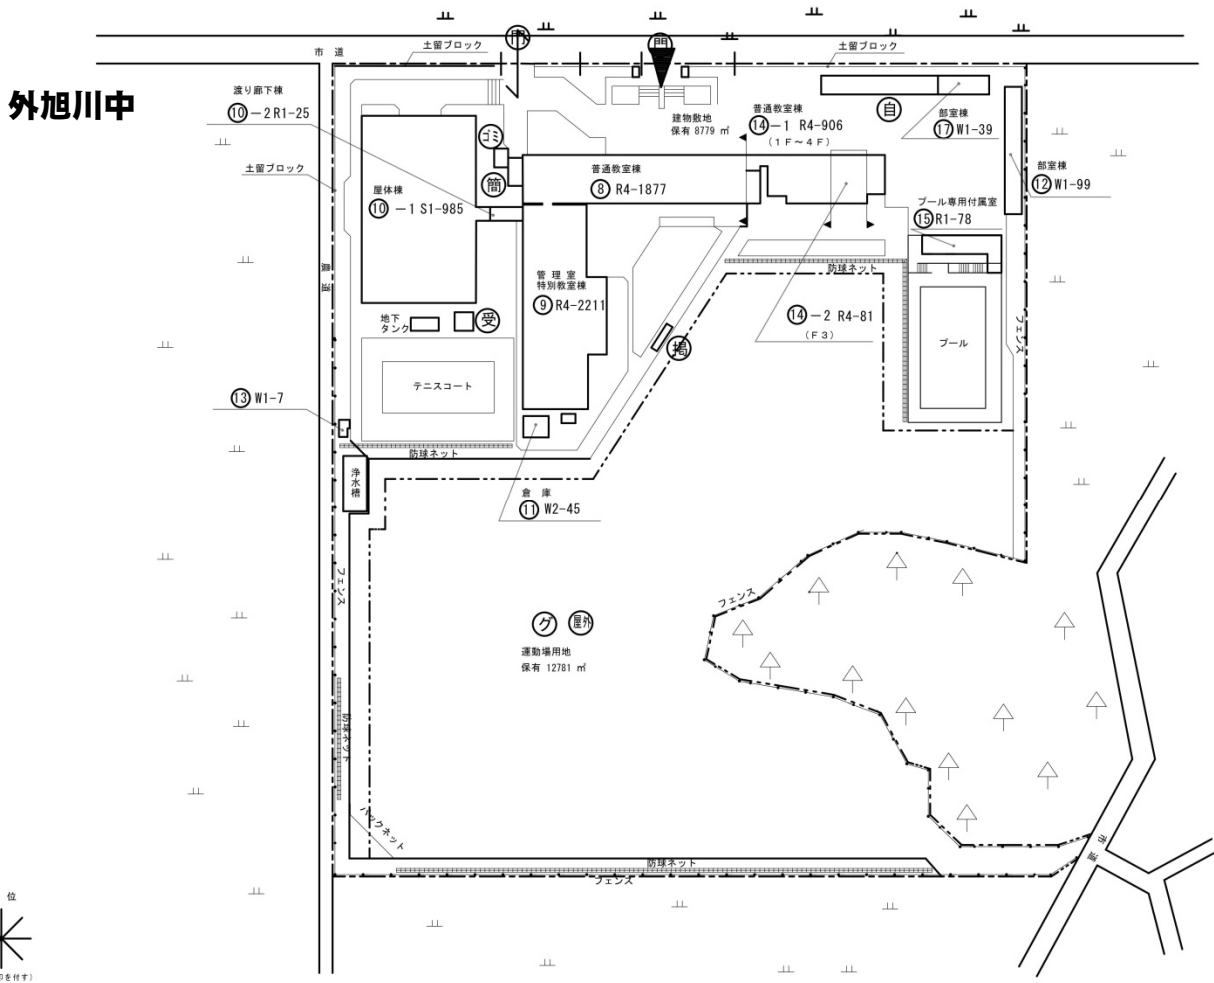 外旭川中
市 道
土留ブロック
門
門
土留ブロック
渡り廊下棟
⑩-2 R1-25
ゴミ
建物敷地
保有 8779 ㎡
普通教室棟
⑭-1 R4-906
(1F~4F)
自
部室棟
⑰ W1-39
土留ブロック
屋体棟
⑩-1 S1-985
簡
普通教室棟
⑧ R4-1877
部室棟
⑫ W1-99
プール専用付属室
⑮ R1-78
農道
管理室
特別教室棟
⑨ R4-2211
防球ネット
地下
タンク
受
掲
⑭-2 R4-81
(F3)
プール
フェンス
テニスコート
⑬ W1-7
防球ネット
浄水槽
倉 庫
⑪ W2-45
フェンス
フェンス
グ
屋外
運動場用地
保有 12781 ㎡
防球ネット
バックネット
防球ネット
フェンス
市道
位
を付す)